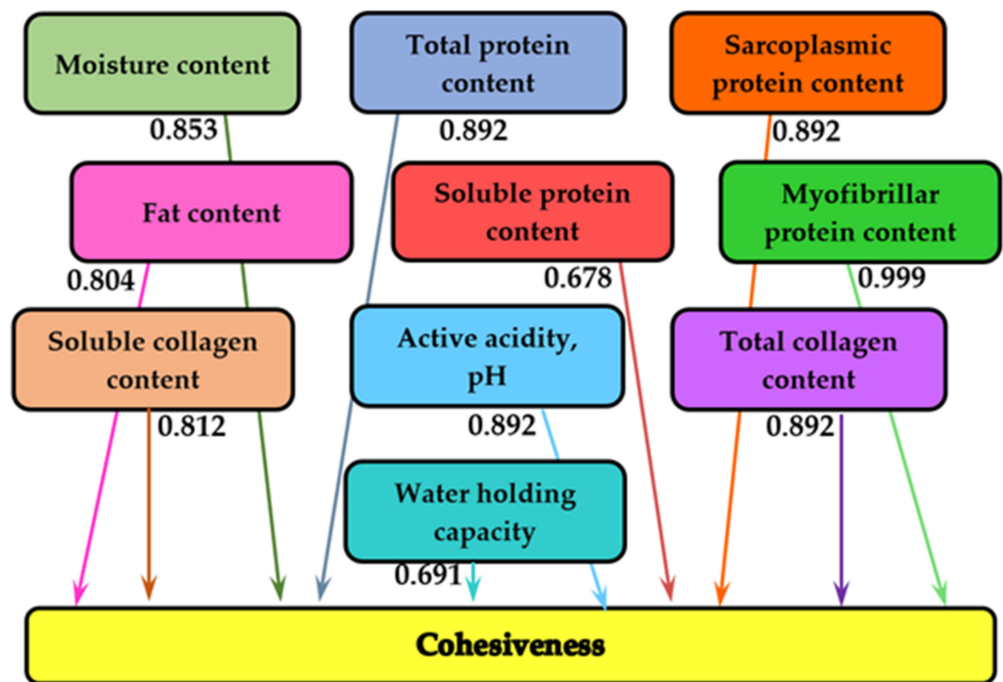 Moisture content
Total protein
content
Sarcoplasmic
protein content
0.853
0.892
0.892
Fat content
Soluble protein
content
Myofibrillar
protein content
0.804
0.678
0.999
Soluble collagen
content
Active acidity,
pH
Total collagen
content
0.812
0.892
0.892
Water holding
capacity
0.691
Cohesiveness